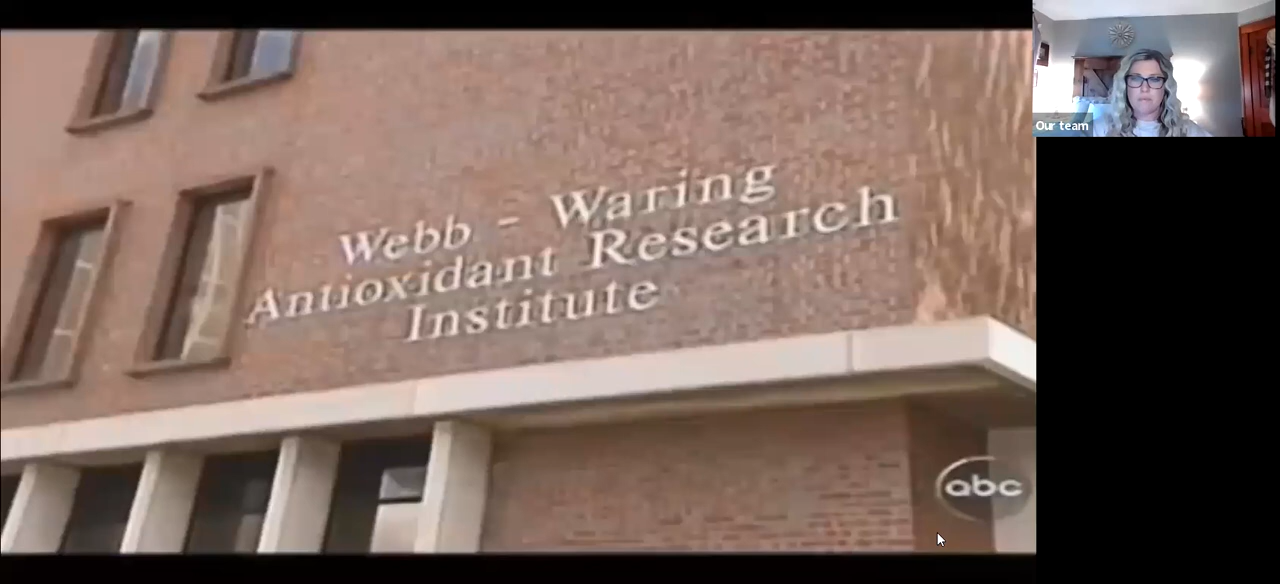 Webb - Waring
Antioxidant Research
Institute
abc
Our team